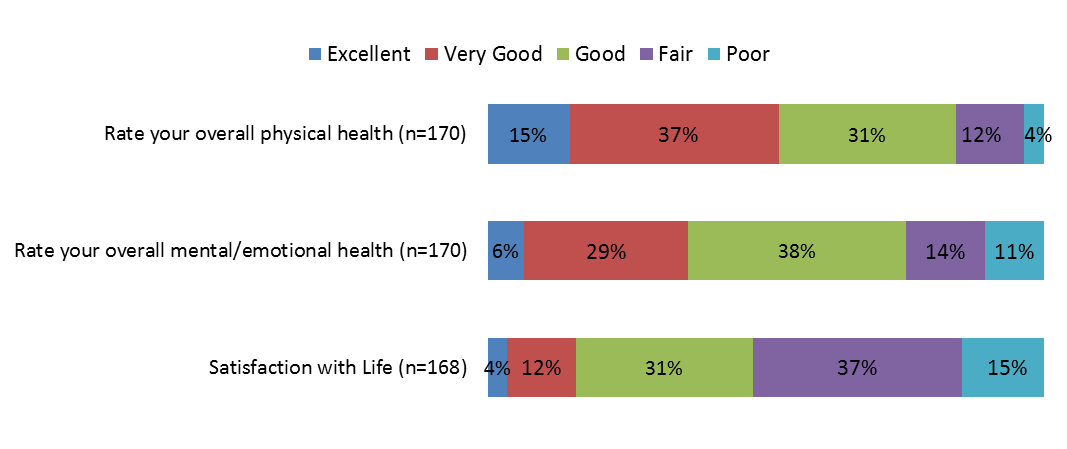 Excellent Very Good Good Fair Poor
Rate your overall physical health (n=170) 15% 37% 31% 12% 4%
Rate your overall mental/emotional health (n=170) 6% 29% 38% 14% 11%
Satisfaction with Life (n=168) 4% 12% 31% 37% 15%